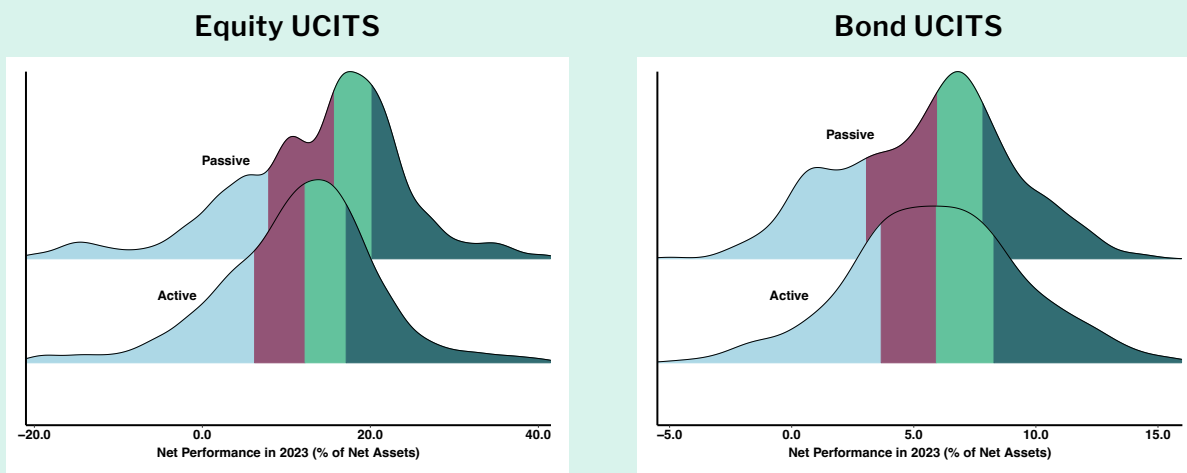 Equity UCITS
Passive
Active
−20.0 0.0 20.0 40.0
Net Performance in 2023 (% of Net Assets)
Bond UCITS
Passive
Active
−5.0 0.0 5.0 10.0 15.0
Net Performance in 2023 (% of Net Assets)